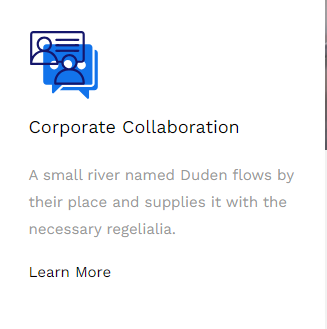 Corporate Collaboration
A small river named Duden flows by
their place and supplies it with the
necessary regelialia.
Learn More